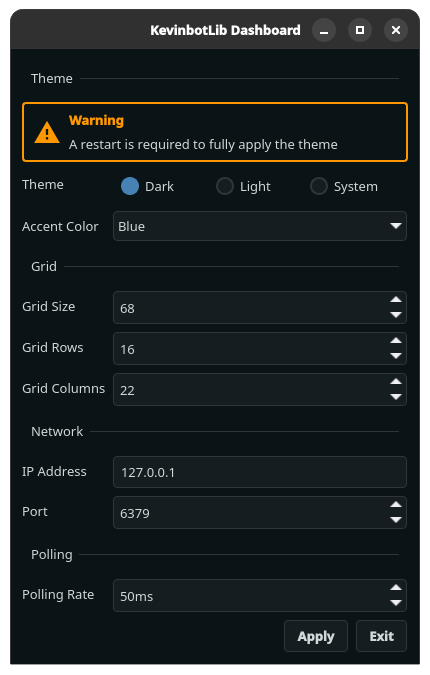 KevinbotLib Dashboard
Theme
Warning
A restart is required to fully apply the theme
Theme Dark Light System
Accent Color Blue
Grid
Grid Size 68
Grid Rows 16
Grid Columns 22
Network
IP Address 127.0.0.1
Port 6379
Polling
Polling Rate 50ms
Apply Exit